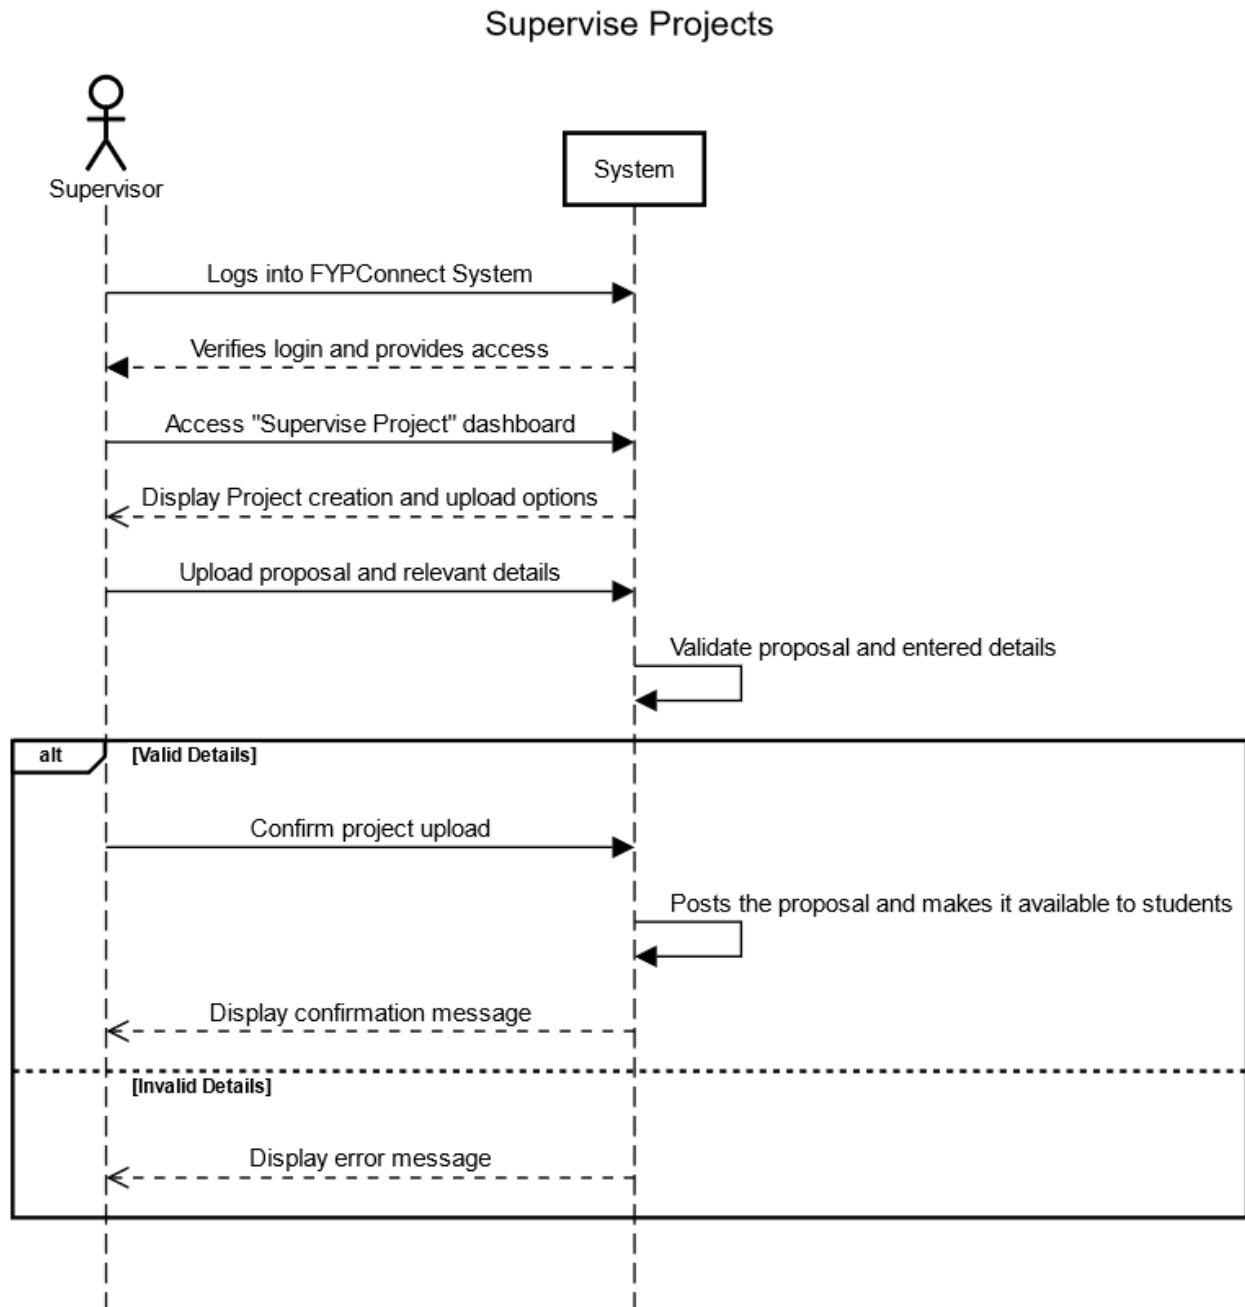 Supervise Projects
Supervisor
System
Logs into FYPConnect System
Verifies login and provides access
Access "Supervise Project" dashboard
Display Project creation and upload options
Upload proposal and relevant details
Validate proposal and entered details
alt
[Valid Details]
Confirm project upload
Posts the proposal and makes it available to students
Display confirmation message
[Invalid Details]
Display error message